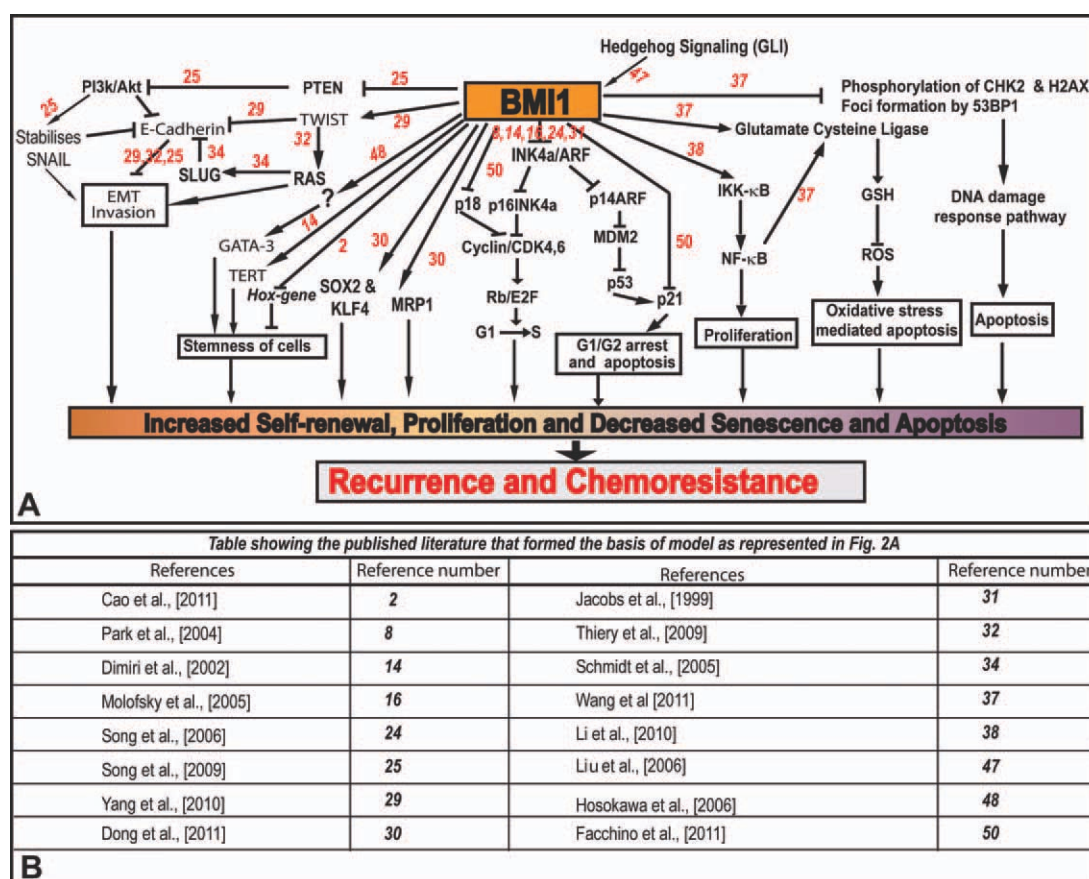 Hedgehog Signaling (GLI)
47
PI3k/Akt
25
PTEN
25
BMI1
37
Phosphorylation of CHK2 & H2AX
Foci formation by 53BP1
25
Stabilises
SNAIL
E-Cadherin
29
TWIST
29
8,14,16,24,31
37
Glutamate Cysteine Ligase
29,32,25
34
SLUG
34
32
RAS
48
50
INK4a/ARF
38
EMT
Invasion
?
p18
p16INK4a
p14ARF
IKK-κB
37
GSH
DNA damage
response pathway
GATA-3
14
2
30
30
Cyclin/CDK4,6
MDM2
50
NF-κB
ROS
TERT
Hox-gene
SOX2 &
KLF4
MRP1
Rb/E2F
p53
p21
Stemness of cells
G1
S
G1/G2 arrest
and apoptosis
Proliferation
Oxidative stress
mediated apoptosis
Apoptosis
Increased Self-renewal, Proliferation and Decreased Senescence and Apoptosis
Recurrence and Chemoresistance
A
Table showing the published literature that formed the basis of model as represented in Fig. 2A
References Reference number References Reference number
Cao et al., [2011] 2 Jacobs et al., [1999] 31
Park et al., [2004] 8 Thiery et al., [2009] 32
Dimiri et al., [2002] 14 Schmidt et al., [2005] 34
Molofsky et al., [2005] 16 Wang et al [2011] 37
Song et al., [2006] 24 Li et al., [2010] 38
Song et al., [2009] 25 Liu et al., [2006] 47
Yang et al., [2010] 29 Hosokawa et al., [2006] 48
Dong et al., [2011] 30 Facchino et al., [2011] 50
B